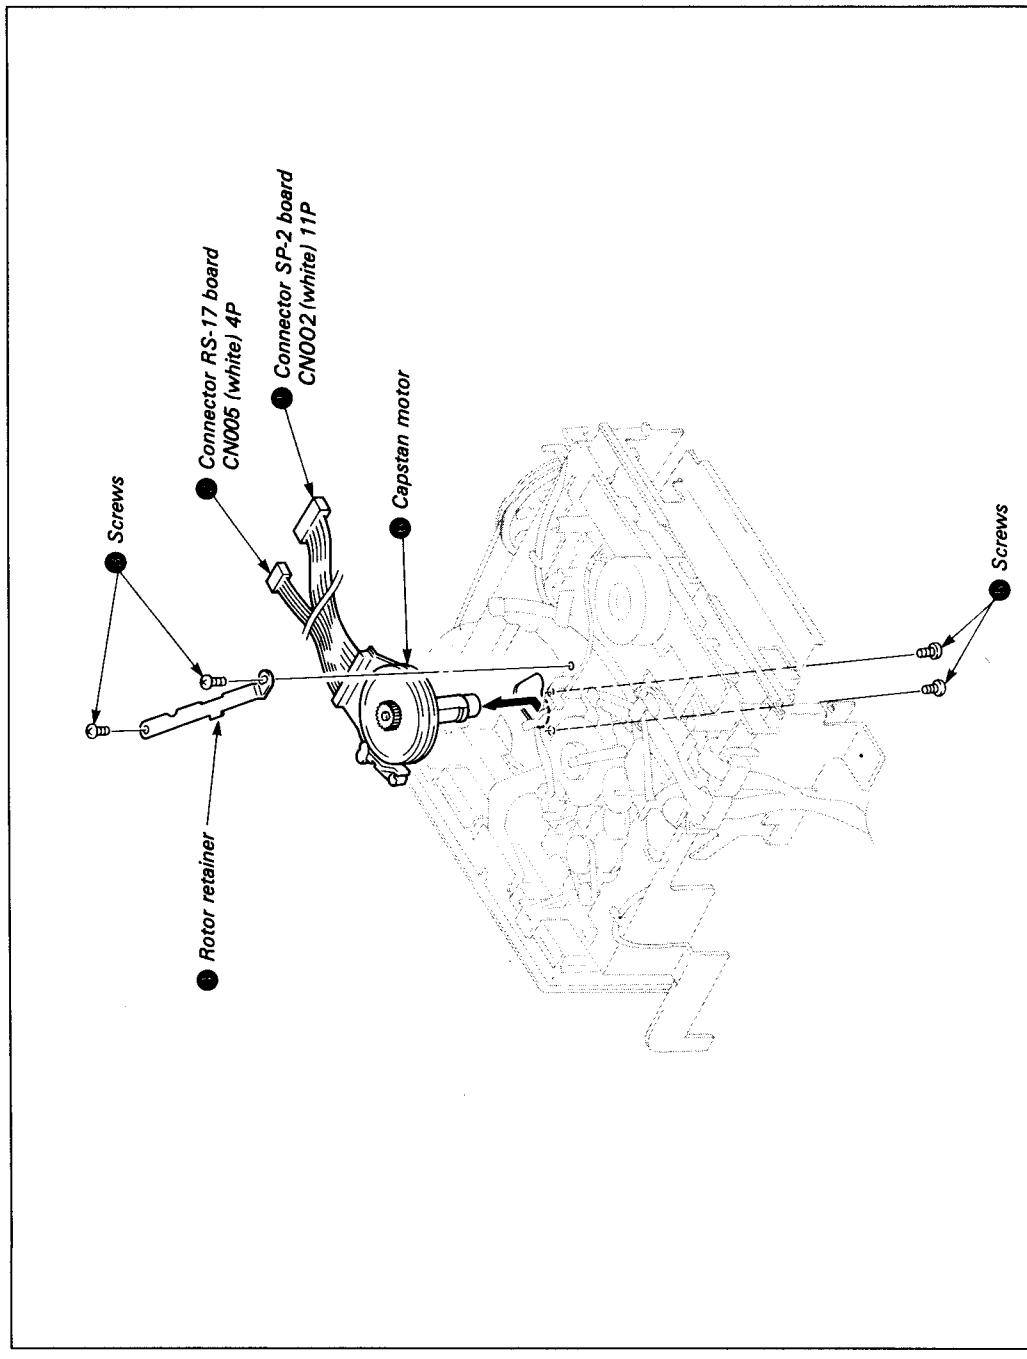 Screws
Connector RS-17 board
CN005 (white) 4P
Connector SP-2 board
CN002 (white) 11P
Rotor retainer
Capstan motor
Screws